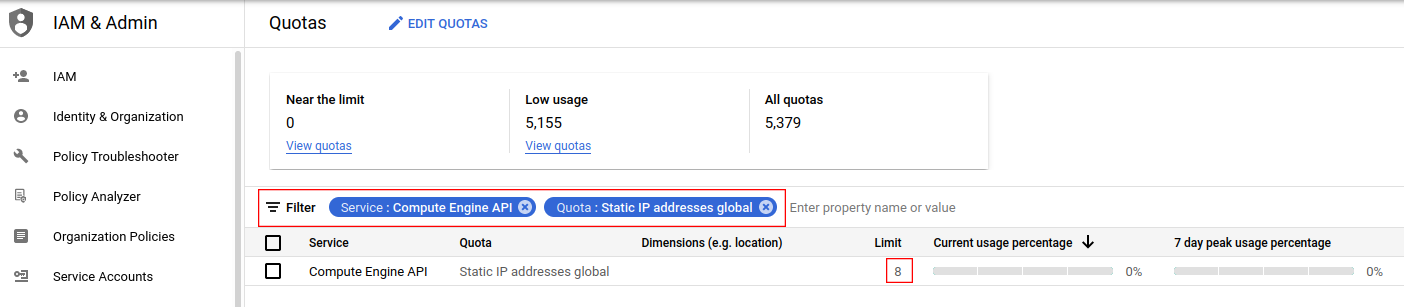 IAM & Admin
Quotas
EDIT QUOTAS
IAM
Identity & Organization
Policy Troubleshooter
Policy Analyzer
Organization Policies
Service Accounts
Near the limit
0
View quotas
Low usage
5,155
View quotas
All quotas
5,379
Filter
Service : Compute Engine API
Quota : Static IP addresses global
Enter property name or value
Service Quota Dimensions (e.g. location) Limit Current usage percentage 7 day peak usage percentage
Compute Engine API Static IP addresses global 8 0% 0%